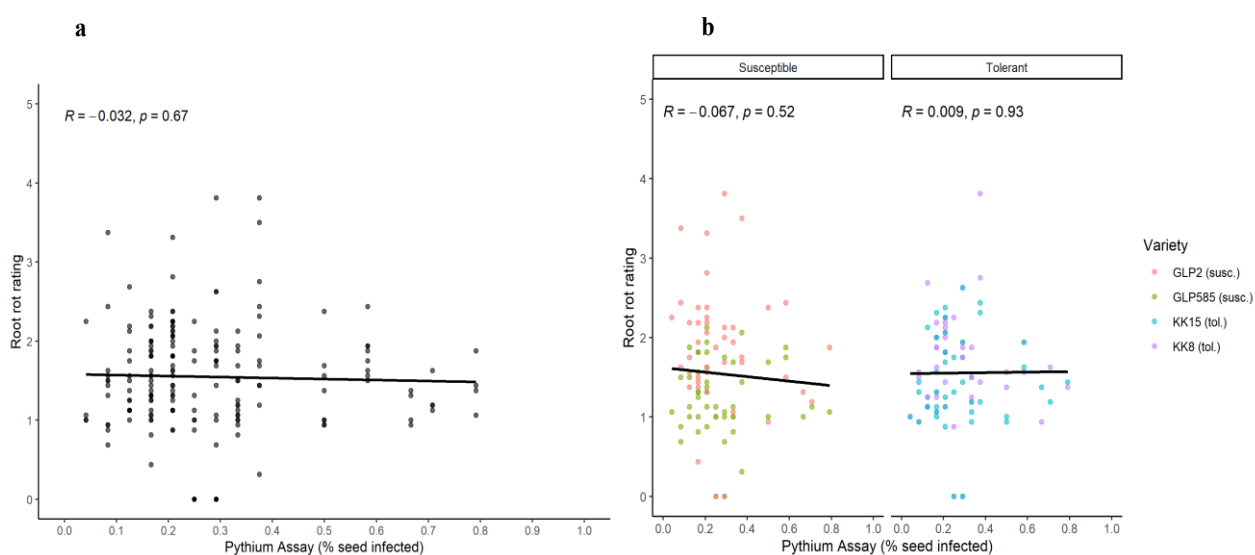 a
R = −0.032, p = 0.67
5
4
3
2
1
0
Root rot rating
0.0 0.1 0.2 0.3 0.4 0.5 0.6 0.7 0.8 0.9 1.0
Pythium Assay (% seed infected)
b
Susceptible Tolerant
R = −0.067, p = 0.52 R = 0.009, p = 0.93
5
4
3
2
1
0
Root rot rating
0.0 0.2 0.4 0.6 0.8 1.0 0.0 0.2 0.4 0.6 0.8 1.0
Pythium Assay (% seed infected)
Variety
GLP2 (susc.)
GLP585 (susc.)
KK15 (tol.)
KK8 (tol.)